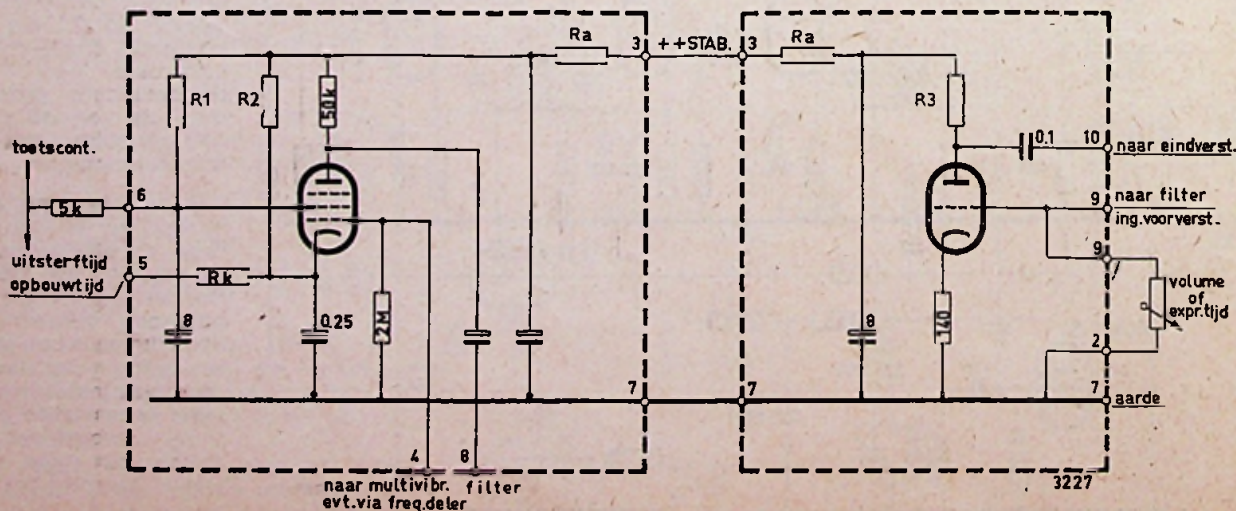 Ra
3
++STAB.
3
Ra
R1
R2
50k
R3
tostscont.
0.1
10
naar eindverst.
6
5k
naar filter
9
ing.voorverst.
uitsterftijd
5
opbouwtijd
Rk
9
volume
of
expr.tijd
8
0.25
2M
8
140
2
7
7
7
aarde
4
8
naar multivibr.
filter
evt.via freq.deler
3227